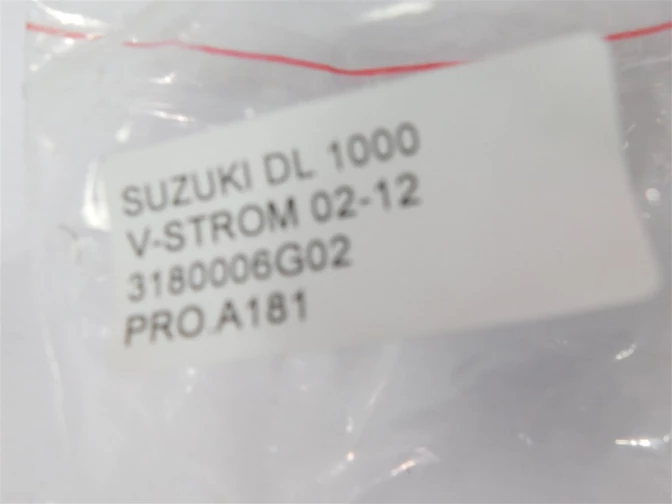 SUZUKI DL 1000
V-STROM 02-12
3180006G02
PRO.A181